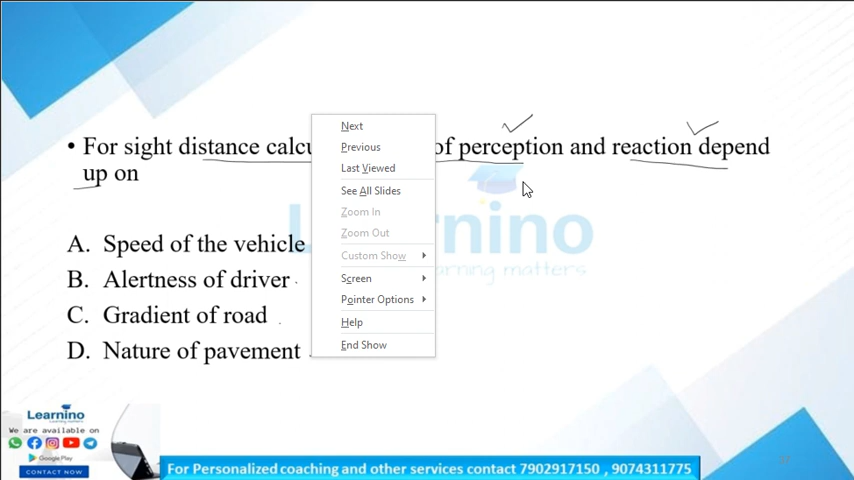 • For sight distance calcu of perception and reaction depend
up on
A. Speed of the vehicle
B. Alertness of driver
C. Gradient of road
D. Nature of pavement
Next
Previous
Last Viewed
See All Slides
Zoom In
Zoom Out
Custom Show
Screen
Pointer Options
Help
End Show
rnino
arning matters
Learnino
Learning matters
We are available on
Google Play
CONTACT NOW
For Personalized coaching and other services contact 7902917150 , 9074311775